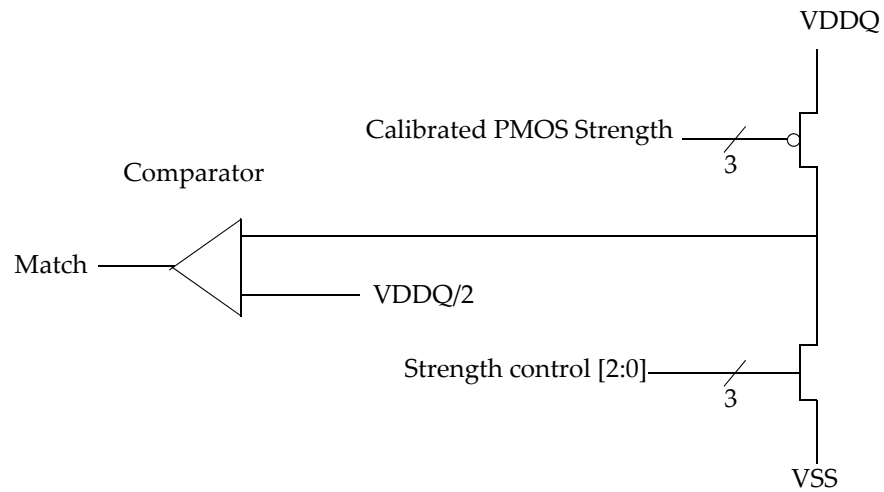 VDDQ
Calibrated PMOS Strength
3
Comparator
Match
VDDQ/2
Strength control [2:0]
3
VSS